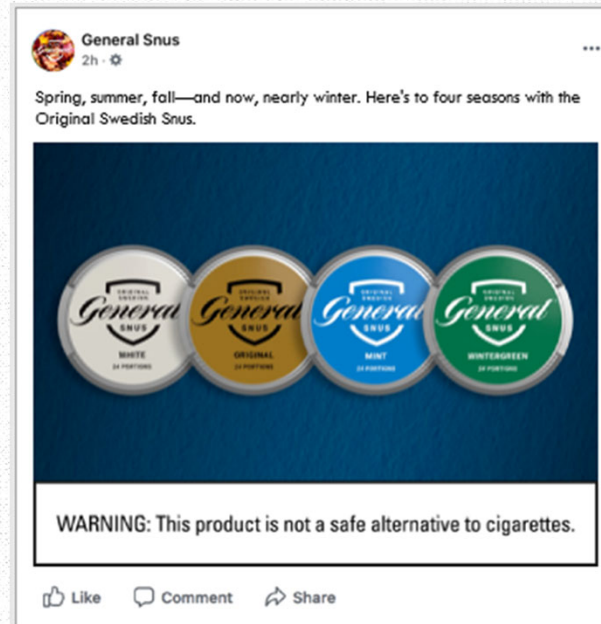 General Snus
2h
Spring, summer, fall—and now, nearly winter. Here's to four seasons with the
Original Swedish Snus.
ORIGINAL
SWEDISH
General
SNUS
WHITE
24 PORTIONS
ORIGINAL
SWEDISH
General
SNUS
ORIGINAL
24 PORTIONS
ORIGINAL
SWEDISH
General
SNUS
MINT
24 PORTIONS
ORIGINAL
SWEDISH
General
SNUS
WINTERGREEN
24 PORTIONS
WARNING: This product is not a safe alternative to cigarettes.
Like Comment Share